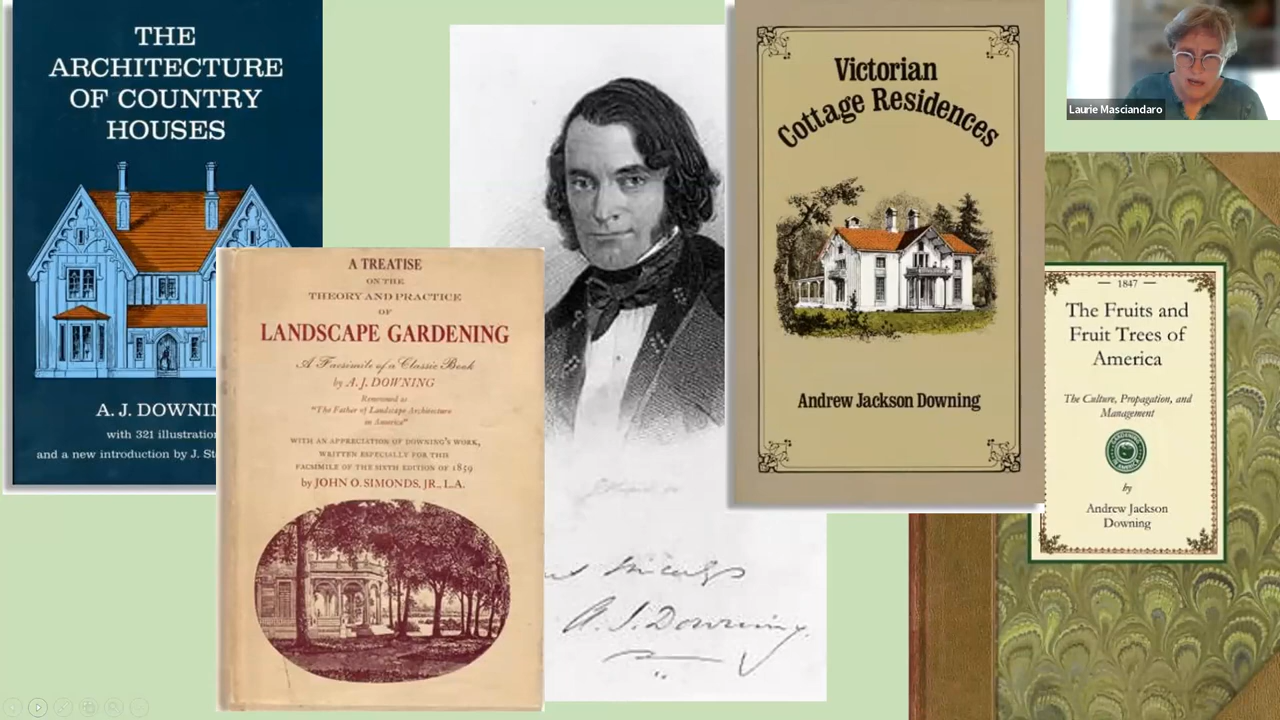 THE
ARCHITECTURE
OF COUNTRY
HOUSES
A. J. DOWNIN
with 321 illustration
and a new introduction by J. St
A TREATISE
ON THE
THEORY AND PRACTICE
OF
LANDSCAPE GARDENING
A Facsimile of a Classic Book
by A. J. DOWNING
Renowned as
"The Father of Landscape Architecture
in America"
WITH AN APPRECIATION OF DOWNING'S WORK,
WRITTEN ESPECIALLY FOR THIS
FACSIMILE OF THE SIXTH EDITION OF 1859
by JOHN O. SIMONDS, JR., L.A.
A. J. Downing.
Victorian
Cottage Residences
Andrew Jackson Downing
Laurie Masciandaro
1847
The Fruits and
Fruit Trees of
America
The Culture, Propagation, and
Management
by
Andrew Jackson
Downing